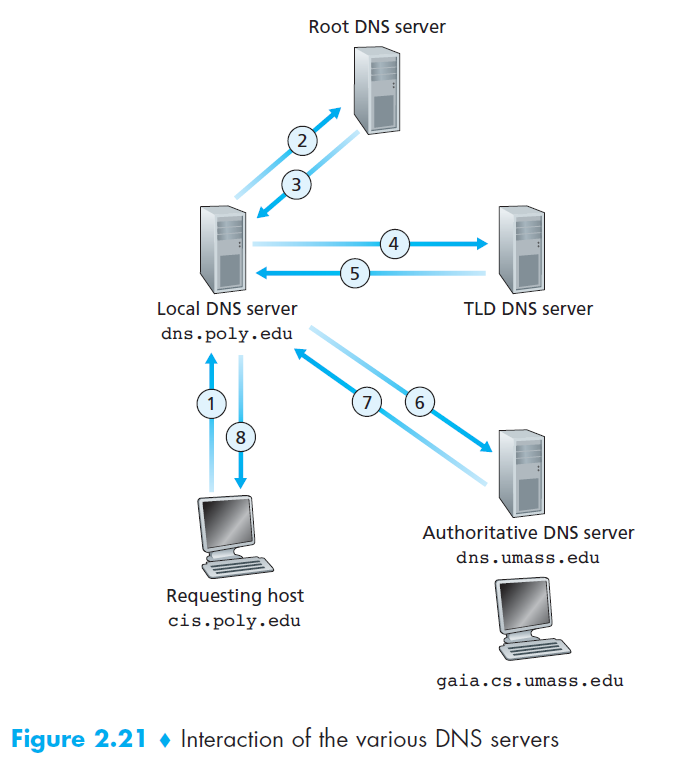 Root DNS server
2
3
4
5
Local DNS server
dns.poly.edu
TLD DNS server
1
8
7
6
Authoritative DNS server
dns.umass.edu
Requesting host
cis.poly.edu
gaia.cs.umass.edu
Figure 2.21 ♦ Interaction of the various DNS servers